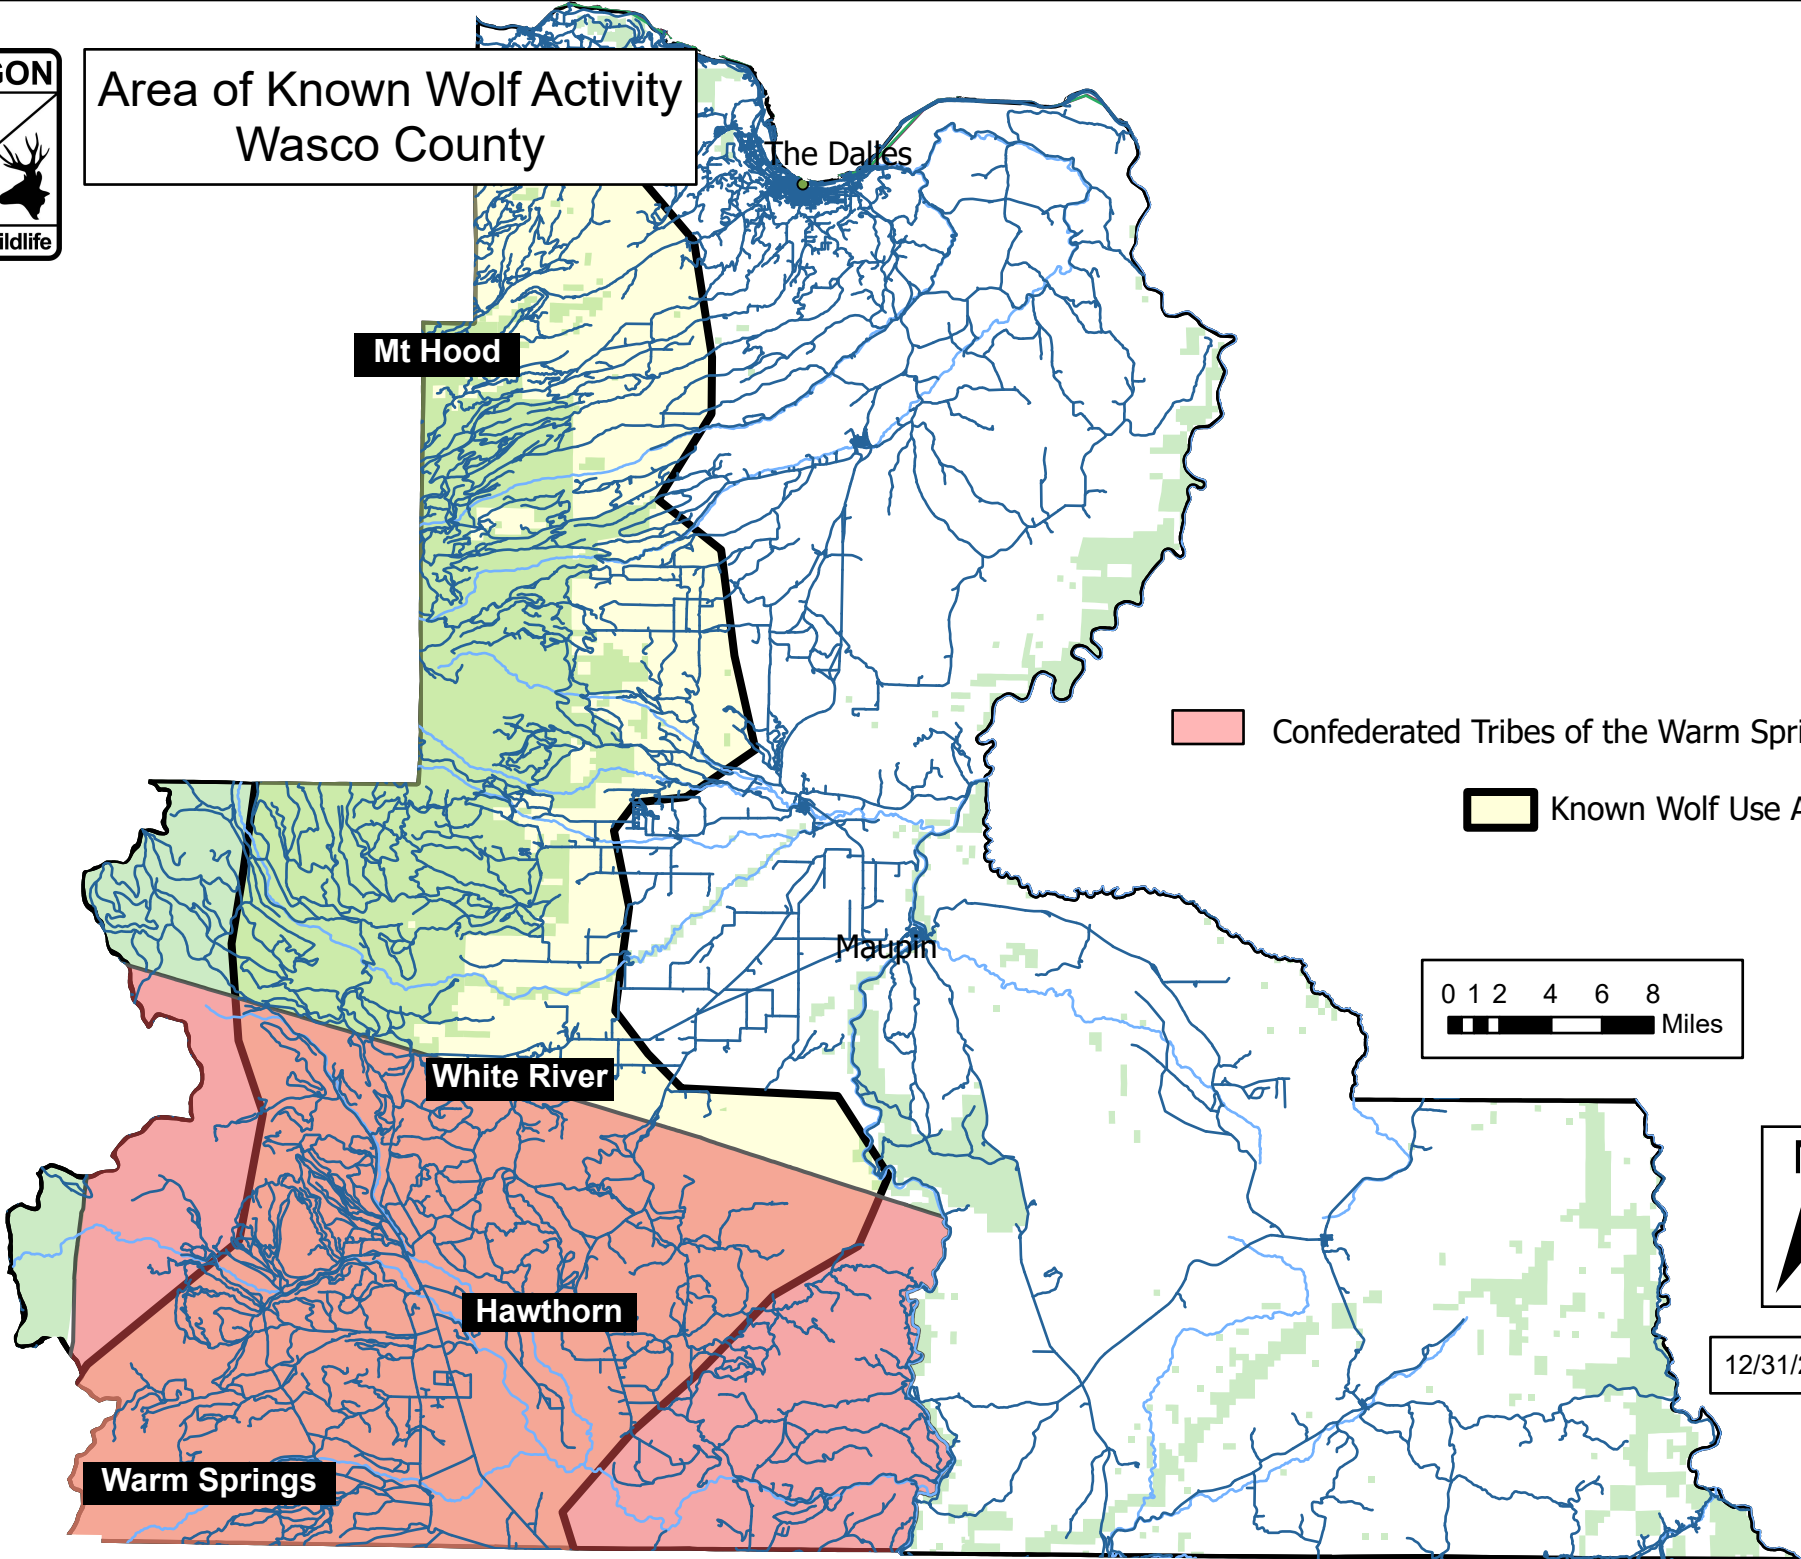 GON
Area of Known Wolf Activity
Wasco County
ildlife
The Dalles
Mt Hood
Confederated Tribes of the Warm Spri
Known Wolf Use A
Maupin
0 1 2 4 6 8
Miles
White River
Hawthorn
12/31/2
Warm Springs